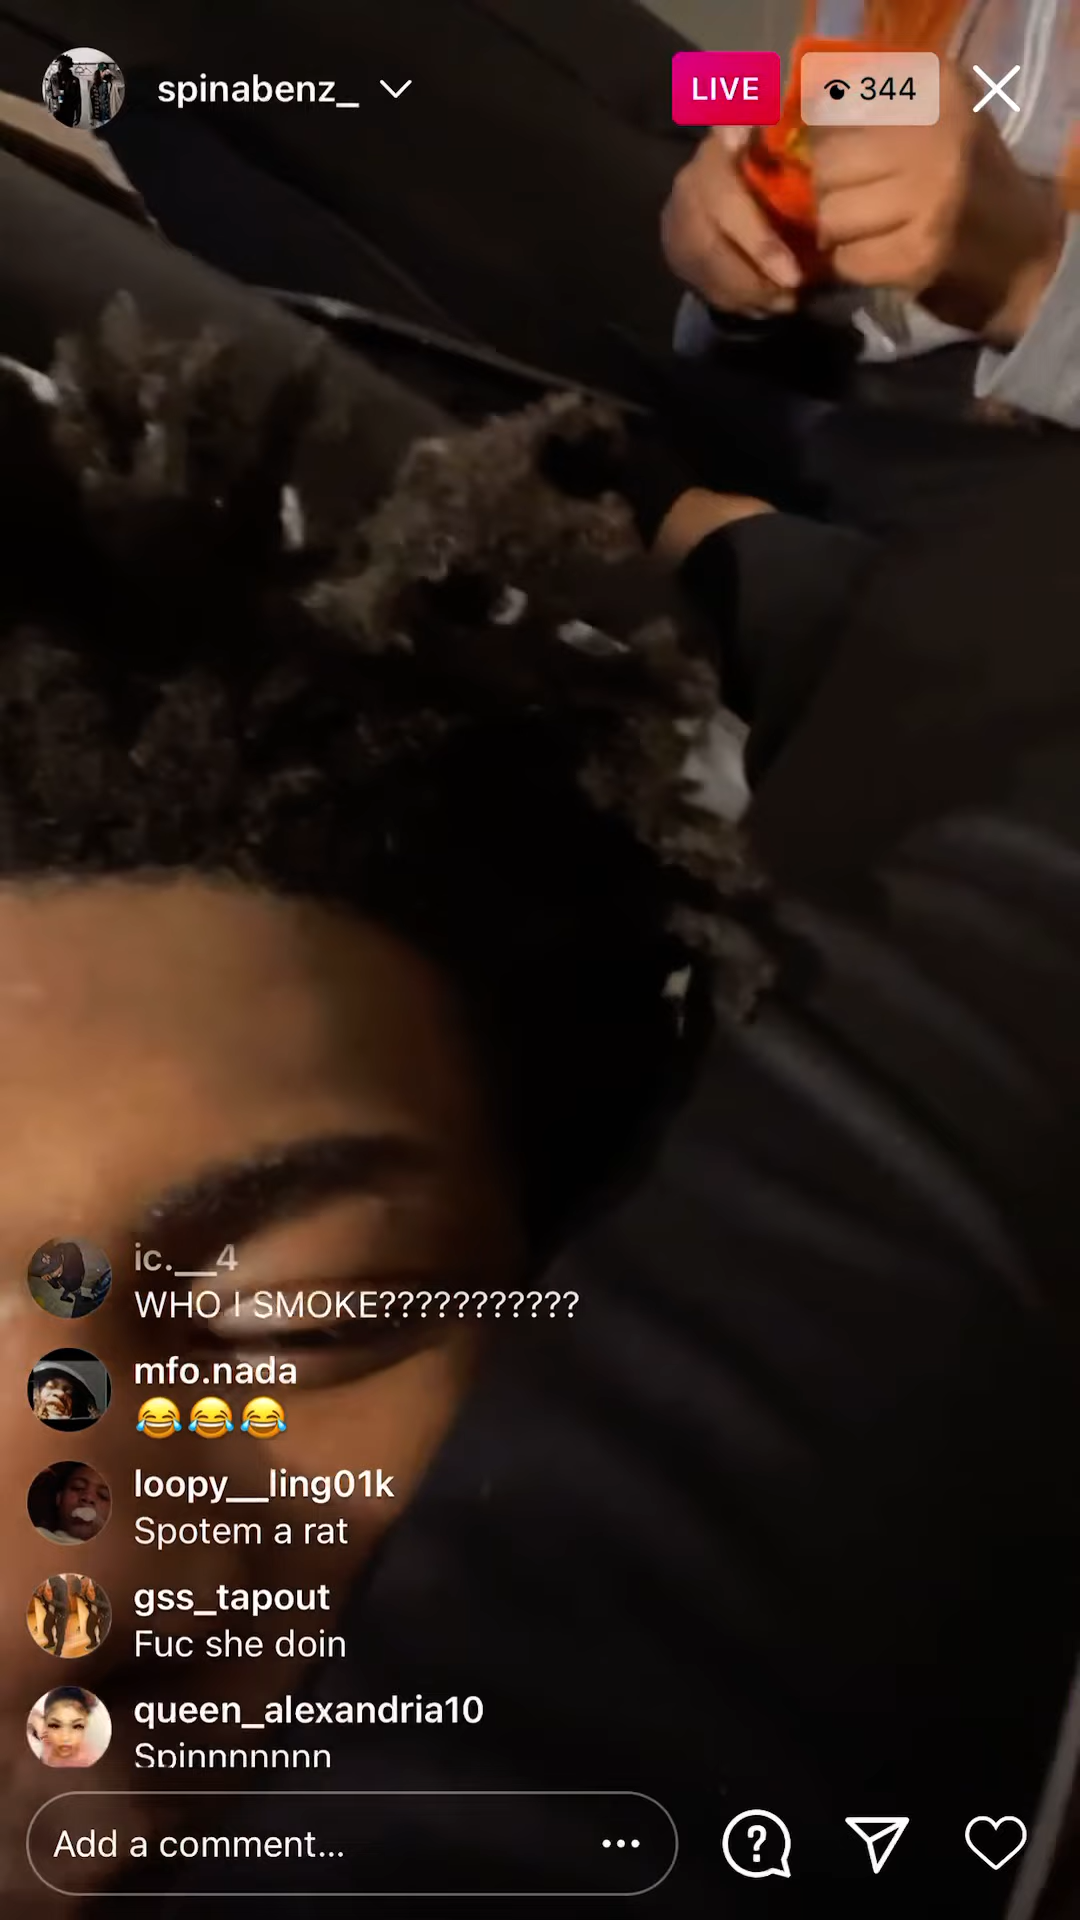 spinabenz_
LIVE
344
ic.___4
WHO I SMOKE???????????
mfo.nada
😂😂😂
loopy__ling01k
Spotem a rat
gss_tapout
Fuc she doin
queen_alexandria10
Spinnnnnnn
Add a comment...